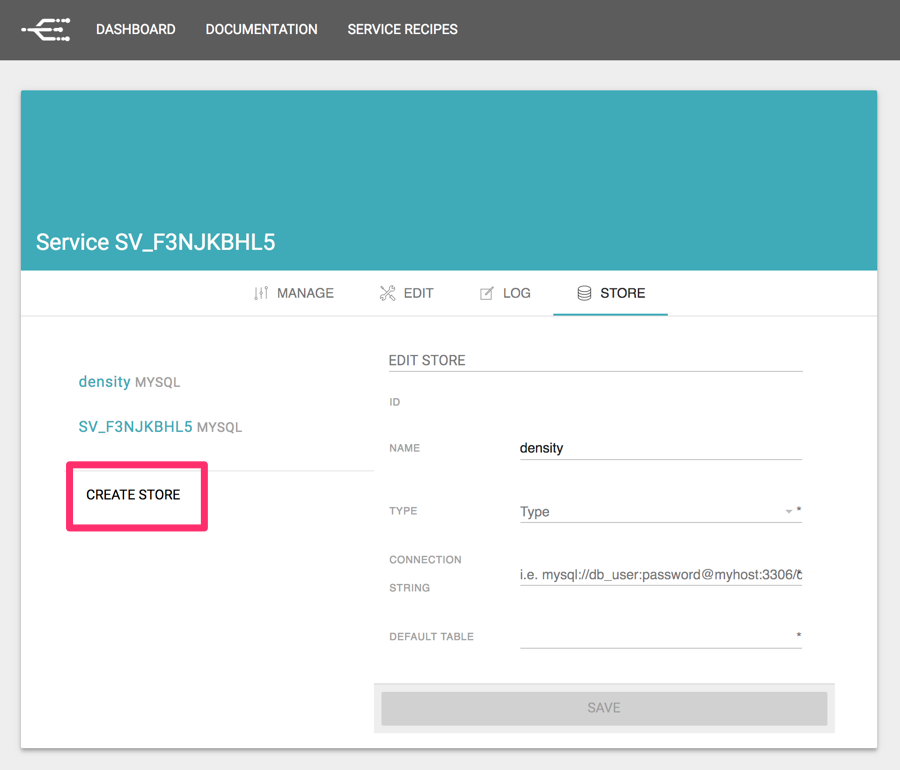 DASHBOARD DOCUMENTATION SERVICE RECIPES
Service SV_F3NJKBHL5
MANAGE EDIT LOG STORE
density MYSQL
SV_F3NJKBHL5 MYSQL
CREATE STORE
EDIT STORE
ID
NAME density
TYPE Type *
CONNECTION
STRING i.e. mysql://db_user:password@myhost:3306/
DEFAULT TABLE *
SAVE